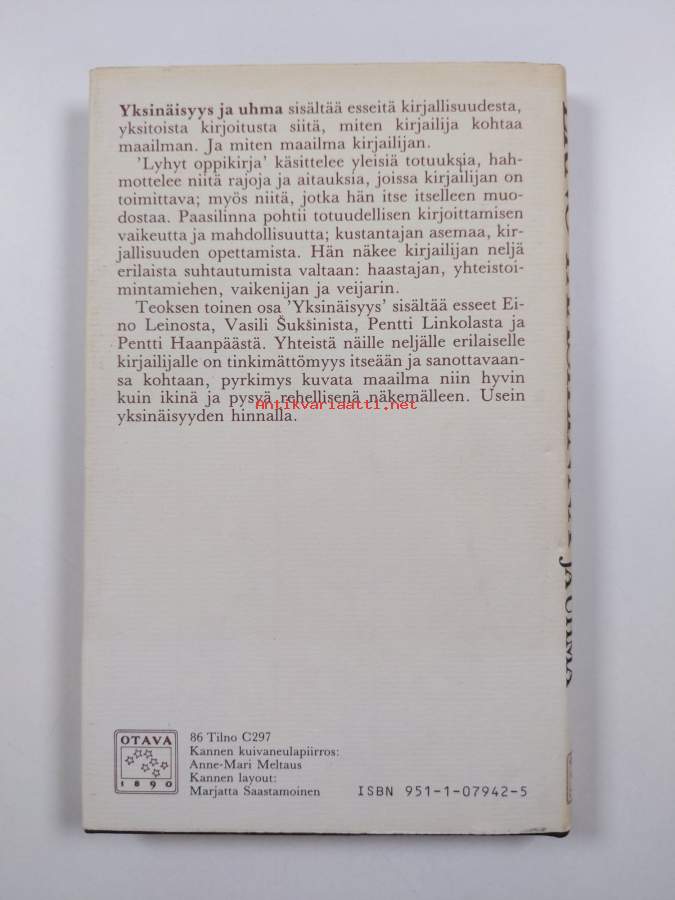 Yksinäisyys ja uhma sisältää esseitä kirjallisuudesta,
yksitoista kirjoitusta siitä, miten kirjailija kohtaa
maailman. Ja miten maailma kirjailijan.
'Lyhyt oppikirja' käsittelee yleisiä totuuksia, hah-
mottelee niitä rajoja ja aitauksia, joissa kirjailijan on
toimittava; myös niitä, jotka hän itse itselleen muo-
dostaa. Paasilinna pohtii totuudellisen kirjoittamisen
vaikeutta ja mahdollisuutta; kustantajan asemaa, kir-
jallisuuden opettamista. Hän näkee kirjailijan neljä
erilaista suhtautumista valtaan: haastajan, yhteistoi-
mintamiehen, vaikenijan ja veijarin.
Teoksen toinen osa 'Yksinäisyys' sisältää esseet Ei-
no Leinosta, Vasili Šukšinista, Pentti Linkolasta ja
Pentti Haanpäästä. Yhteistä näille neljälle erilaiselle
kirjailijalle on tinkimättömyys itseään ja sanottavaan-
sa kohtaan, pyrkimys kuvata maailma niin hyvin
kuin ikinä ja pysyä rehellisenä näkemälleen. Usein
yksinäisyyden hinnalla.
Antikvariaatti.net
OTAVA
1890
86 Tilno C297
Kannen kuivaneulapiirros:
Anne-Mari Meltaus
Kannen layout:
Marjatta Saastamoinen
ISBN 951-1-07942-5